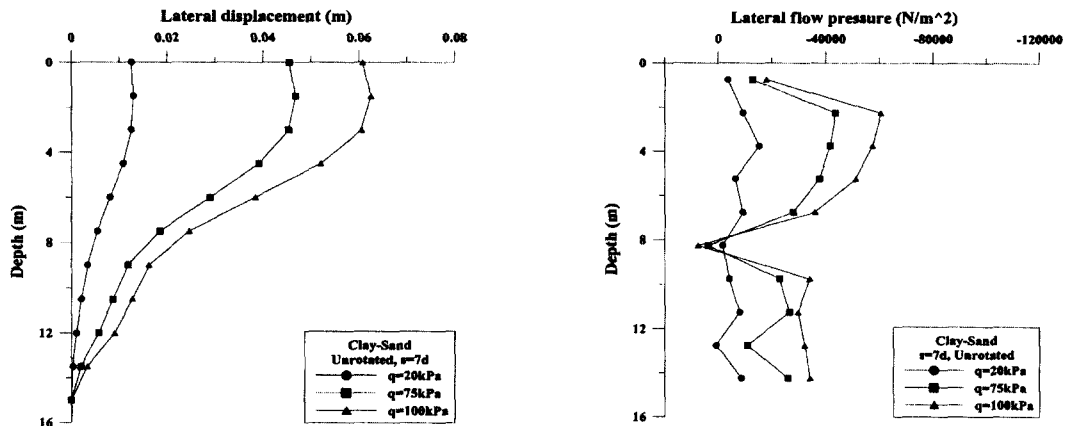 Lateral displacement (m)
0 0.02 0.04 0.06 0.08
0
4
8
12
16
Depth (m)
Clay-Sand
Unrotated, s=7d
q=20kPa
q=75kPa
q=100kPa
Lateral flow pressure (N/m^2)
0 -40000 -80000 -120000
0
4
8
12
16
Depth (m)
Clay-Sand
s=7d, Unrotated
q=20kPa
q=75kPa
q=100kPa